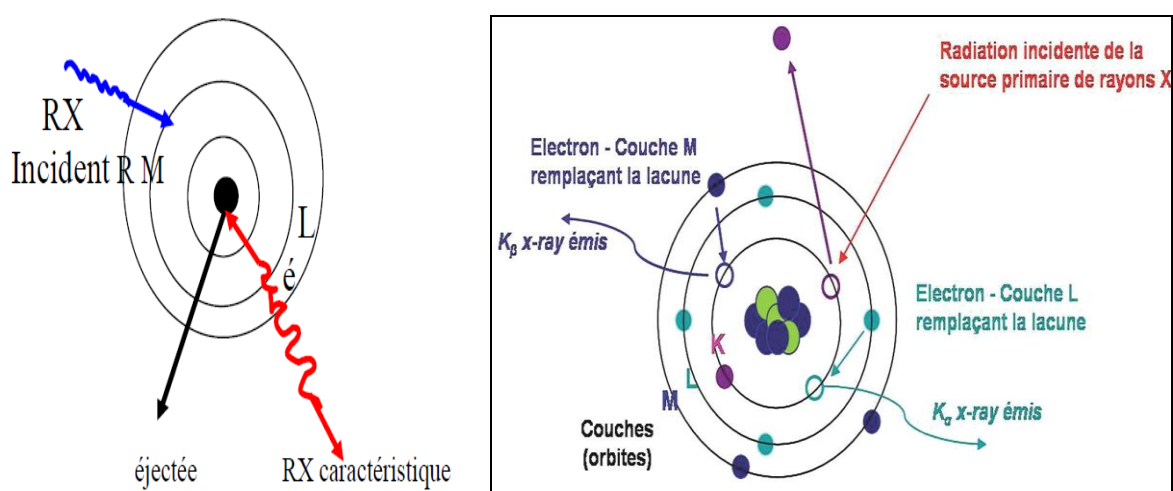 RX
Incident R M
L
é
éjectée
RX caractéristique
Radiation incidente de la
source primaire de rayons X
Electron - Couche M
remplaçant la lacune
Kβ x-ray émis
Electron - Couche L
remplaçant la lacune
K
L
M
Kα x-ray émis
Couches
(orbites)